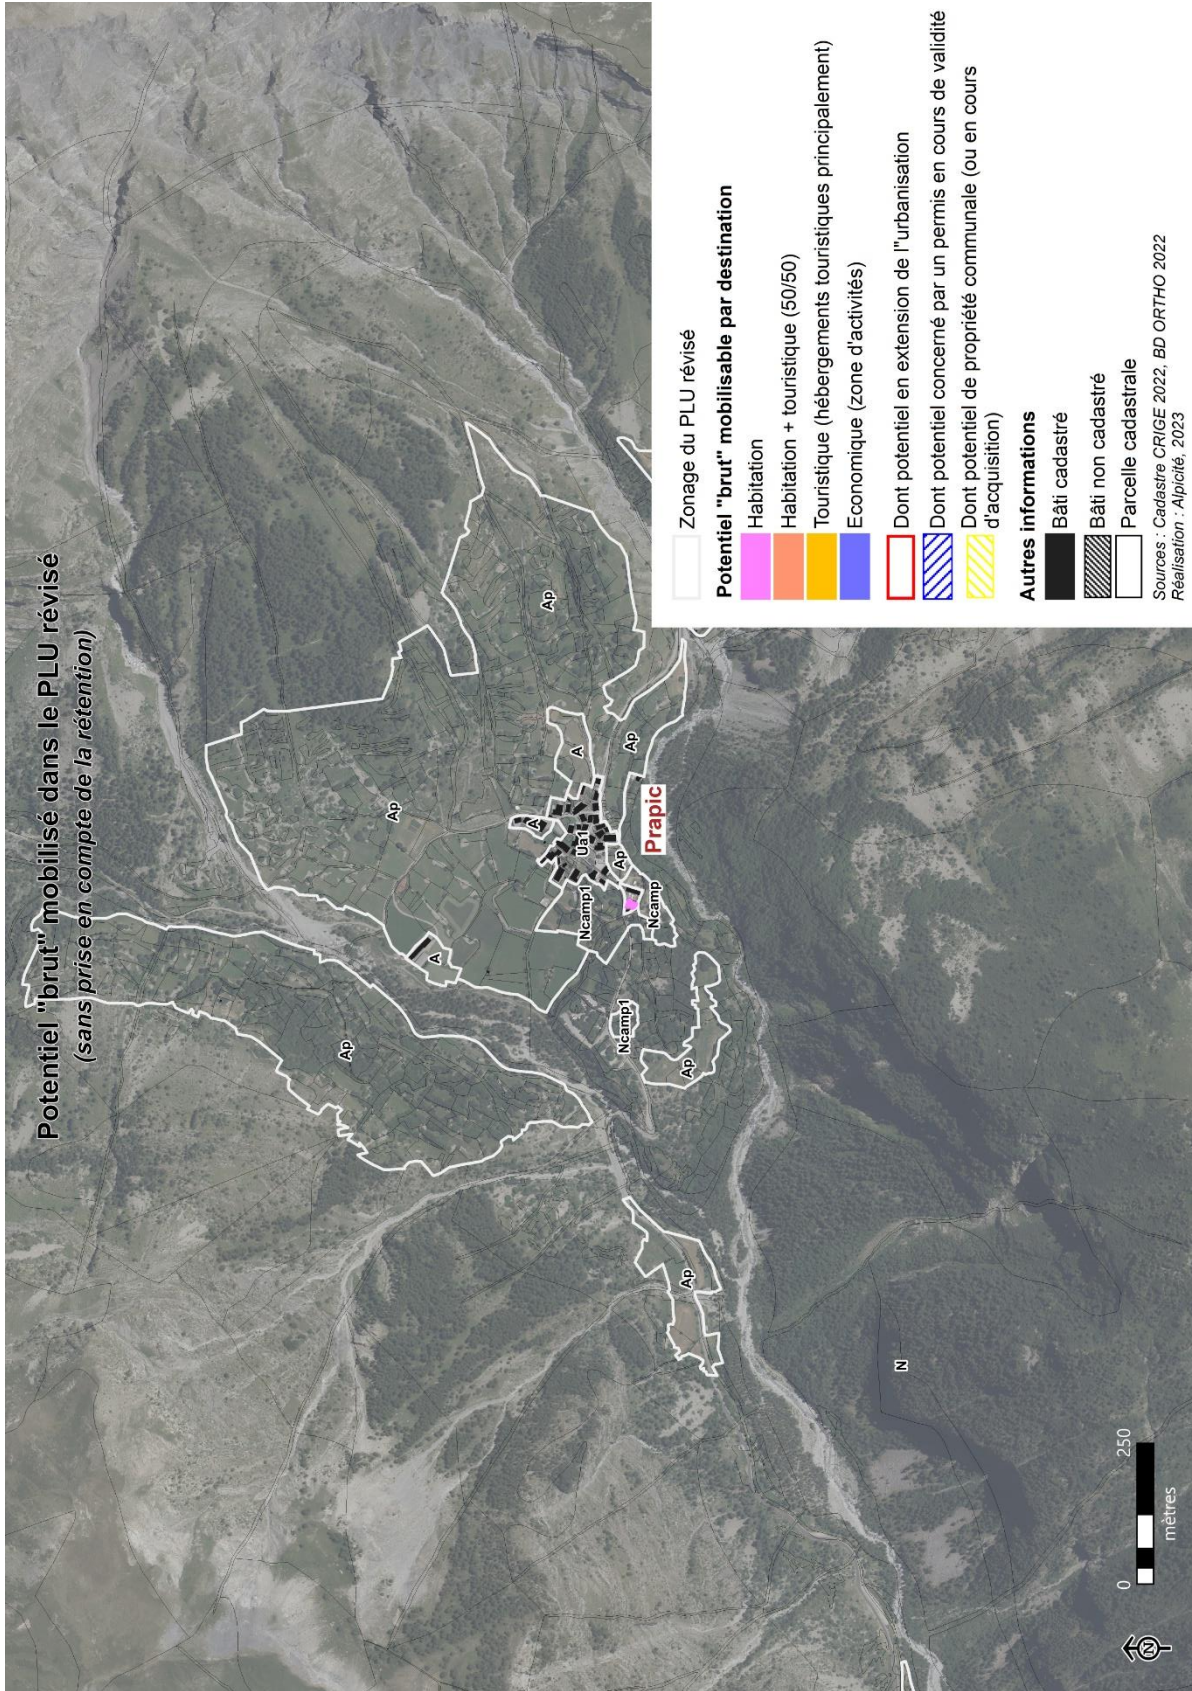 Potentiel "brut" mobilisé dans le PLU révisé
(sans prise en compte de la rétention)
Ap
Ap
Ap
A
A
A
Ua1
Ap
Ap
Prapic
Ncamp1
Ncamp
Ncamp1
Ap
Ap
N
N
0
250
mètres
Zonage du PLU révisé
Potentiel "brut" mobilisable par destination
Habitation
Habitation + touristique (50/50)
Touristique (hébergements touristiques principalement)
Economique (zone d'activités)
Dont potentiel en extension de l"urbanisation
Dont potentiel concerné par un permis en cours de validité
Dont potentiel de propriété communale (ou en cours
d'acquisition)
Autres informations
Bâti cadastré
Bâti non cadastré
Parcelle cadastrale
Sources : Cadastre CRIGE 2022, BD ORTHO 2022
Réalisation : Alpicité, 2023